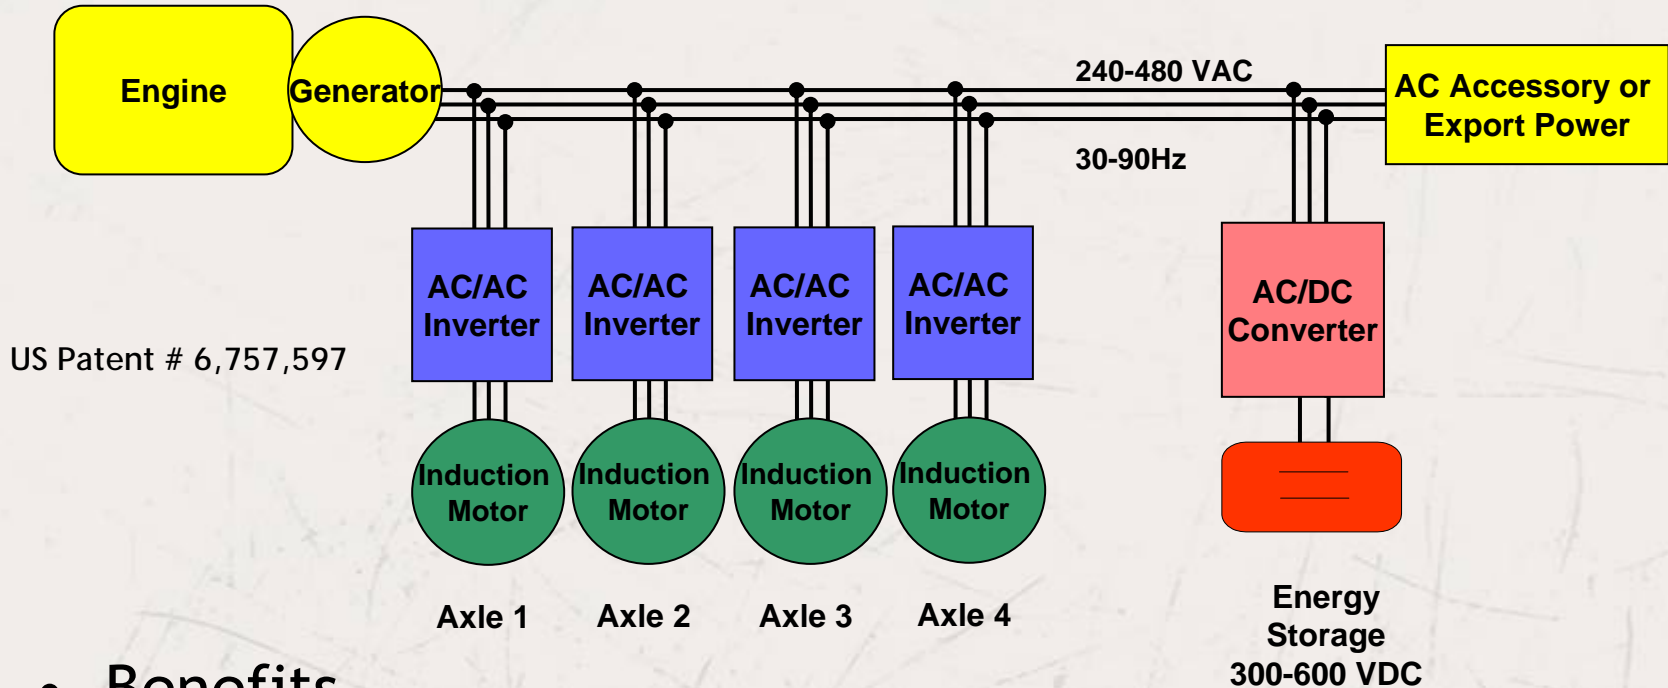 Engine
Generator
240-480 VAC
30-90Hz
AC Accessory or
Export Power
AC/AC
Inverter
AC/AC
Inverter
AC/AC
Inverter
AC/AC
Inverter
AC/DC
Converter
US Patent # 6,757,597
Induction
Motor
Induction
Motor
Induction
Motor
Induction
Motor
Axle 1
Axle 2
Axle 3
Axle 4
Energy
Storage
300-600 VDC
• Benefits